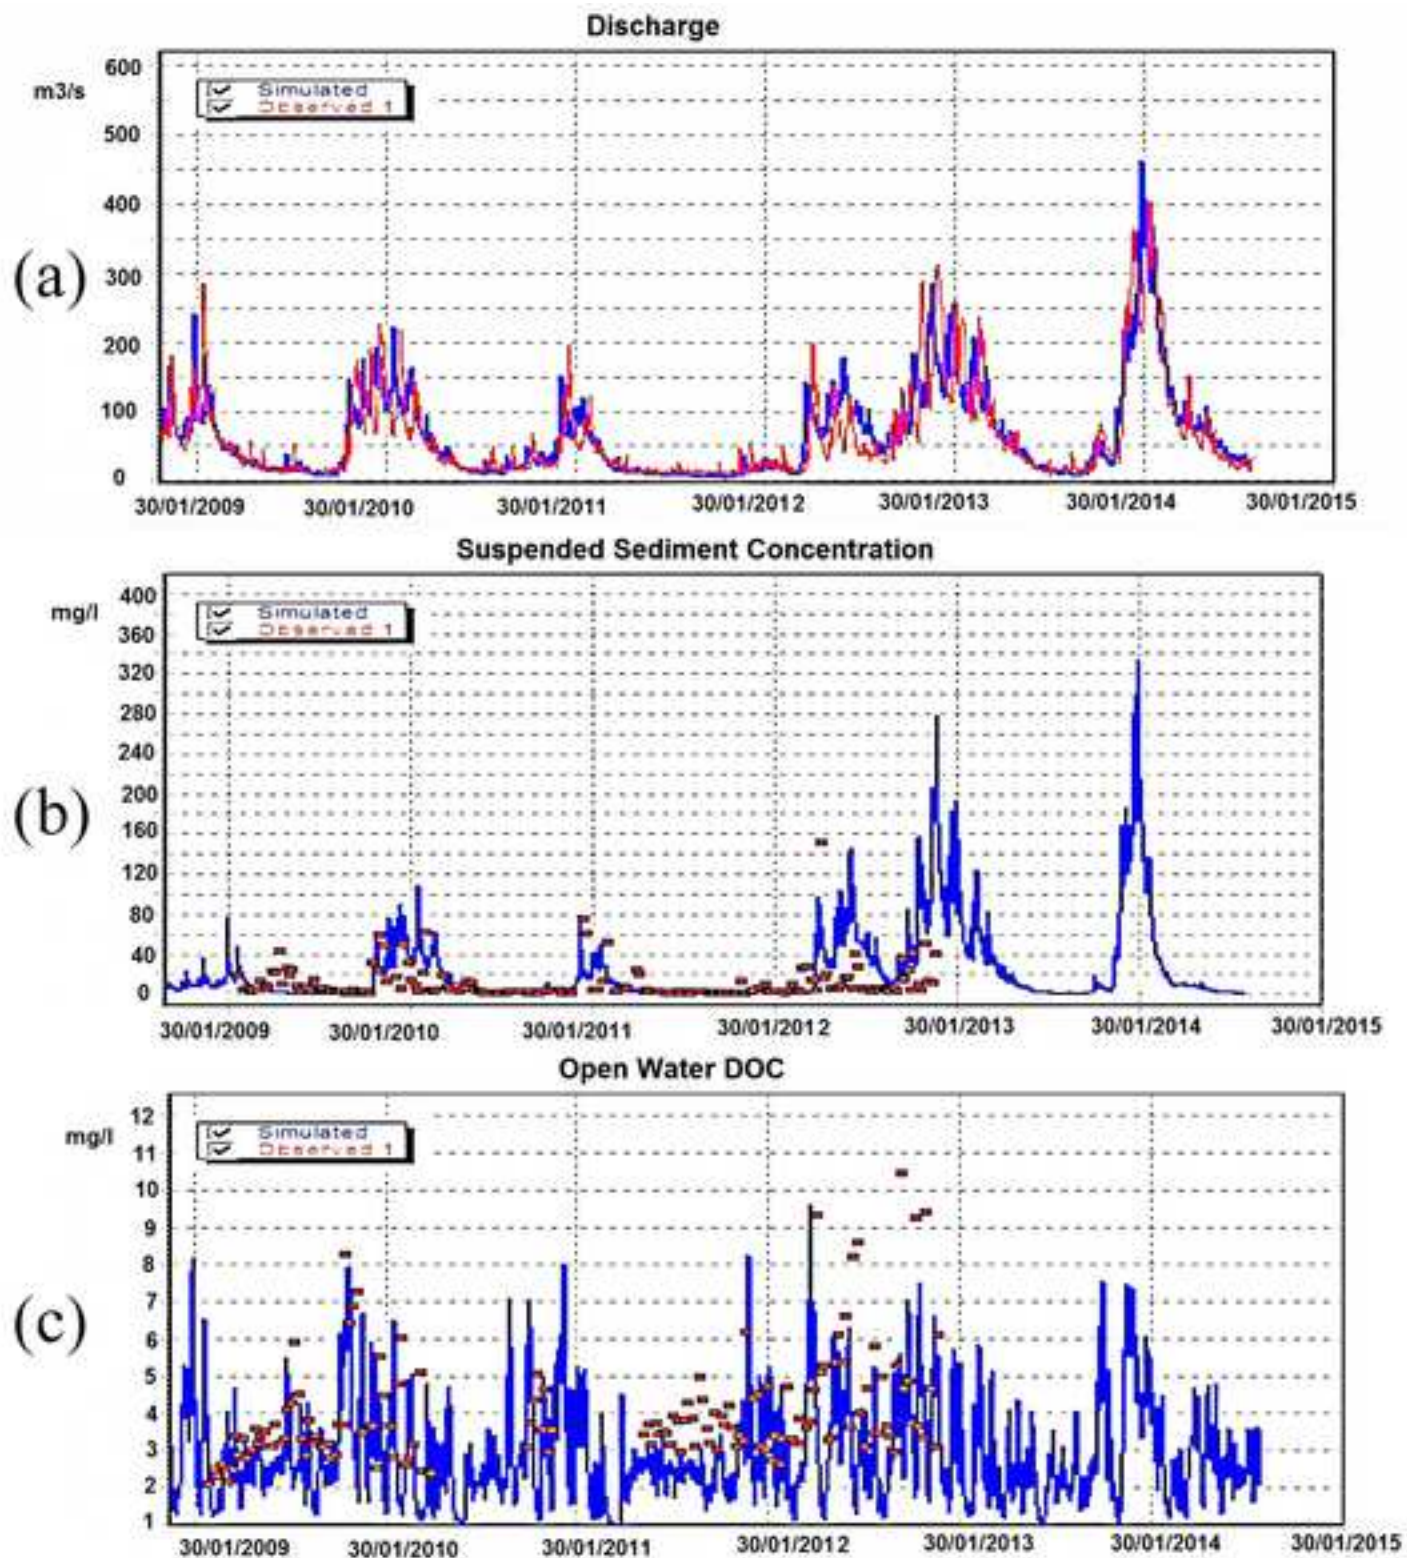 Discharge
m3/s
600
500
400
300
200
100
0
Simulated
Observed 1
(a)
30/01/2009 30/01/2010 30/01/2011 30/01/2012 30/01/2013 30/01/2014 30/01/2015
Suspended Sediment Concentration
mg/l
400
360
320
280
240
200
160
120
80
40
0
Simulated
Observed 1
(b)
30/01/2009 30/01/2010 30/01/2011 30/01/2012 30/01/2013 30/01/2014 30/01/2015
Open Water DOC
mg/l
12
11
10
9
8
7
6
5
4
3
2
1
Simulated
Observed 1
(c)
30/01/2009 30/01/2010 30/01/2011 30/01/2012 30/01/2013 30/01/2014 30/01/2015